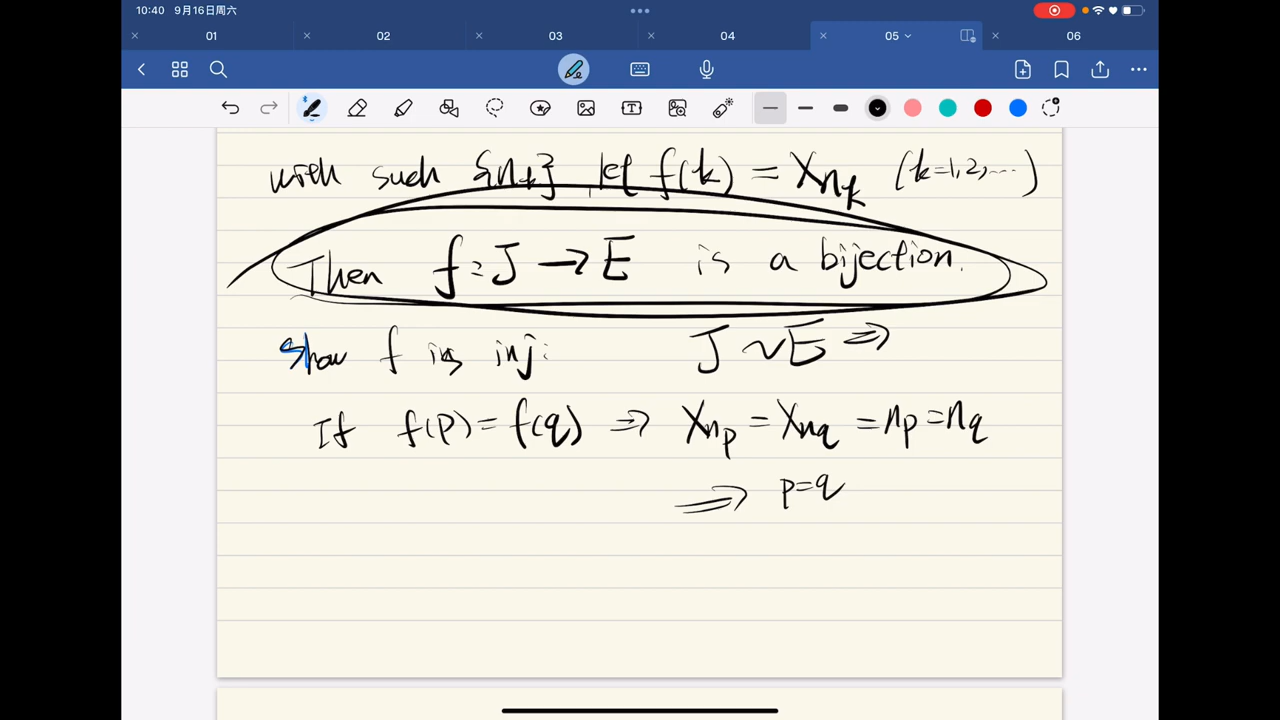 10:40 9月16日周六
01 02 03 04 05 06
with such {nk} let f(k) = Xnk (k=1,2,...)
Then f: J → E is a bijection.
Show f is inj: J ~ E ⇒
If f(p) = f(q) ⇒ Xnp = Xnq = np = nq
⇒ p=q